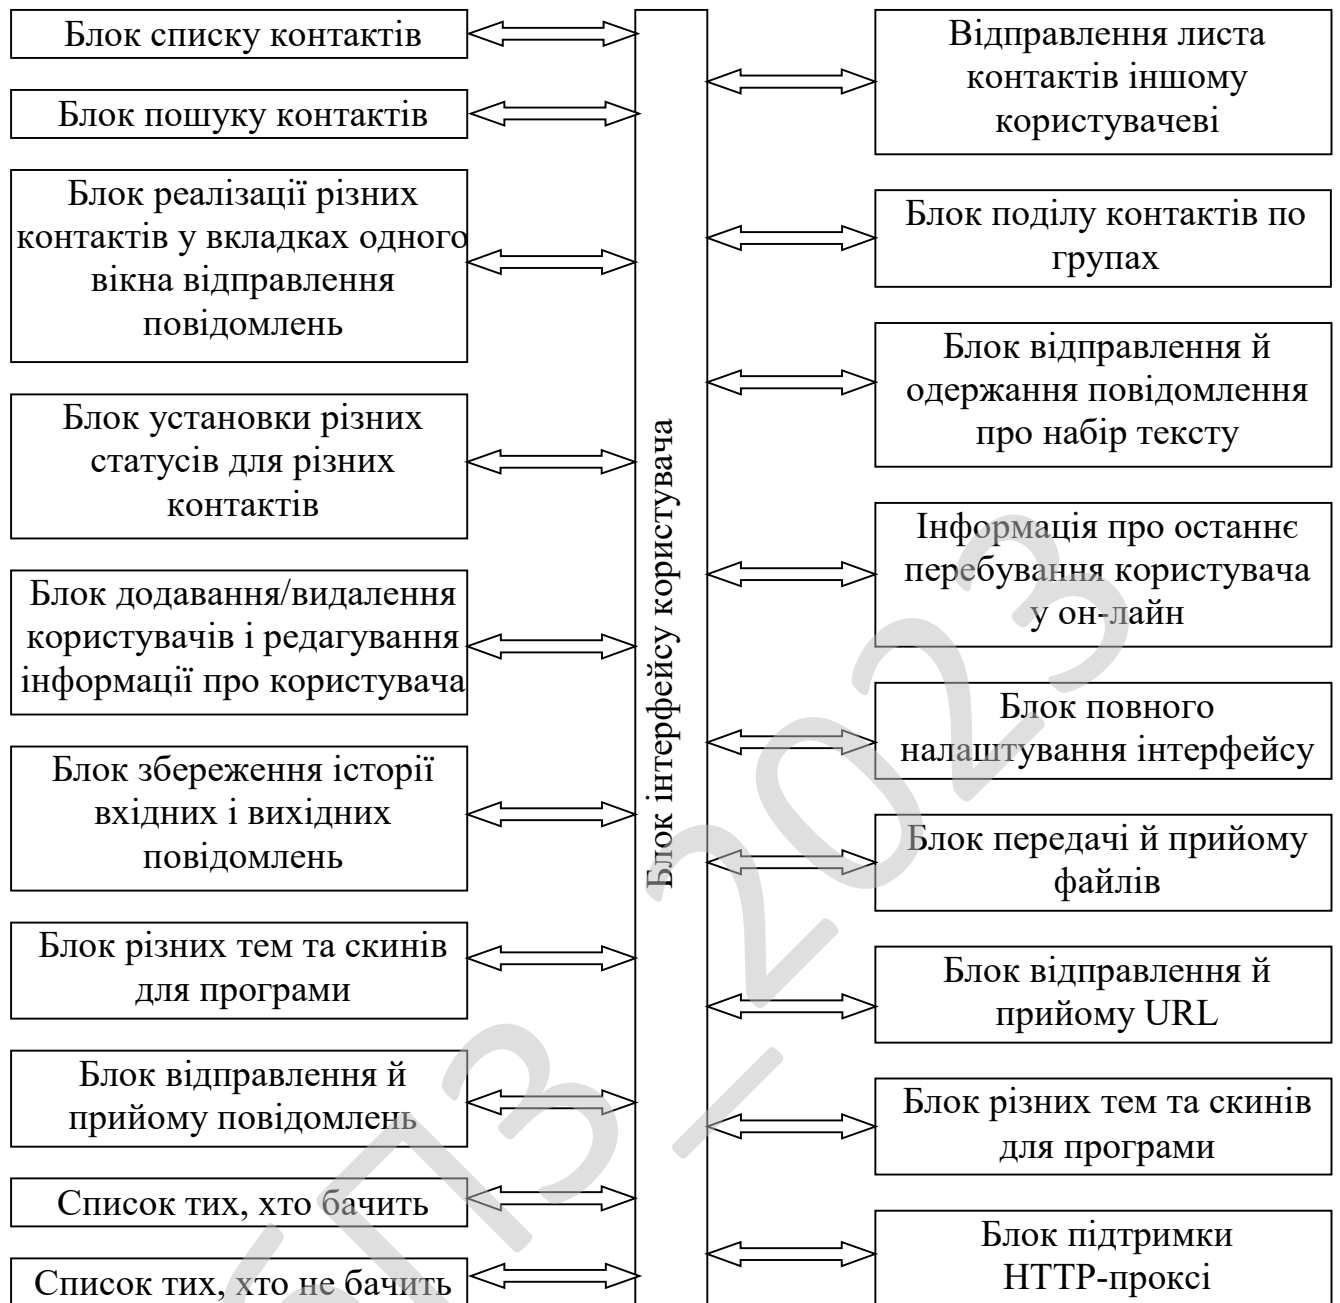 Блок списку контактів
Блок пошуку контактів
Блок реалізації різних
контактів у вкладках одного
вікна відправлення
повідомлень
Блок установки різних
статусів для різних
контактів
Блок додавання/видалення
користувачів і редагування
інформації про користувача
Блок збереження історії
вхідних і вихідних
повідомлень
Блок різних тем та скинів
для програми
Блок відправлення й
прийому повідомлень
Список тих, хто бачить
Список тих, хто не бачить
Блок інтерфейсу користувача
Відправлення листа
контактів іншому
користувачеві
Блок поділу контактів по
групах
Блок відправлення й
одержання повідомлення
про набір тексту
Інформація про останнє
перебування користувача
у он-лайн
Блок повного
налаштування інтерфейсу
Блок передачі й прийому
файлів
Блок відправлення й
прийому URL
Блок різних тем та скинів
для програми
Блок підтримки
HTTP-проксі
ПЗ_2023